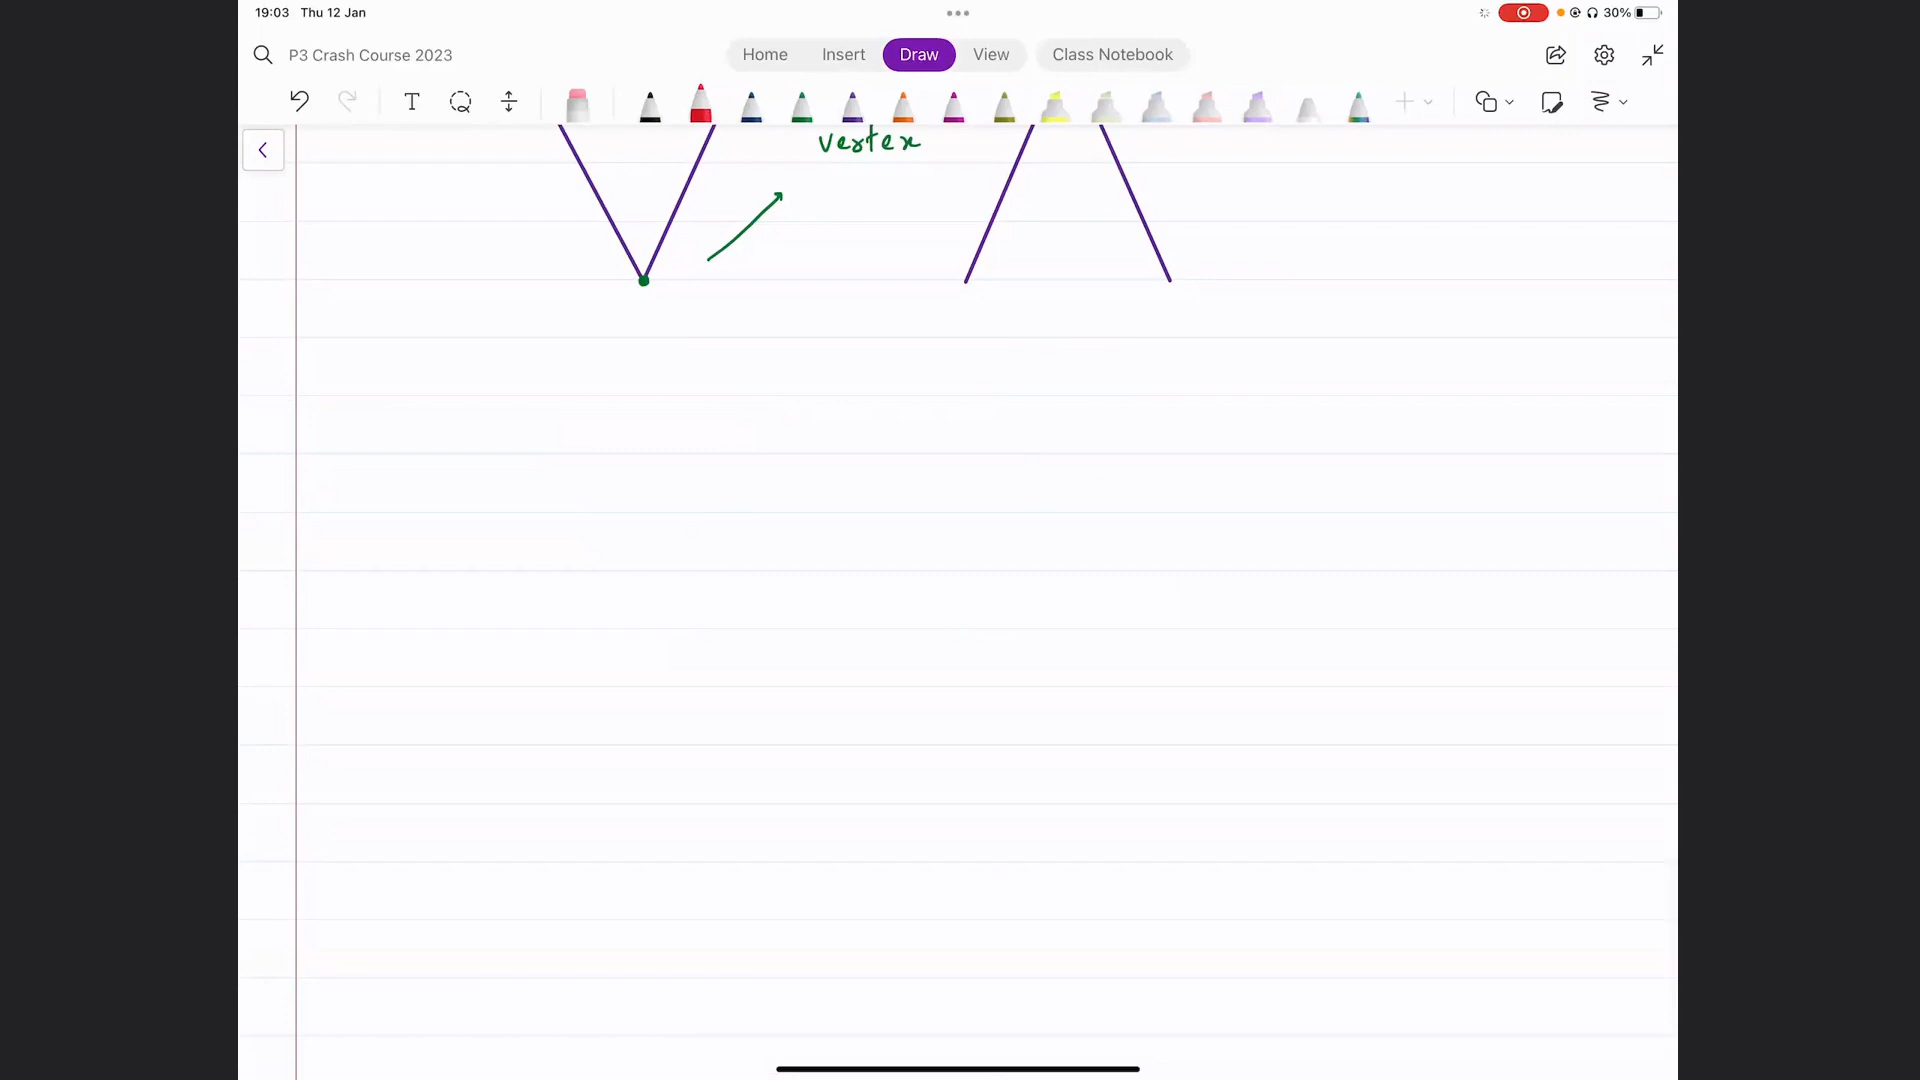 19:03 Thu 12 Jan
30%
P3 Crash Course 2023
Home Insert Draw View Class Notebook
T
vertex